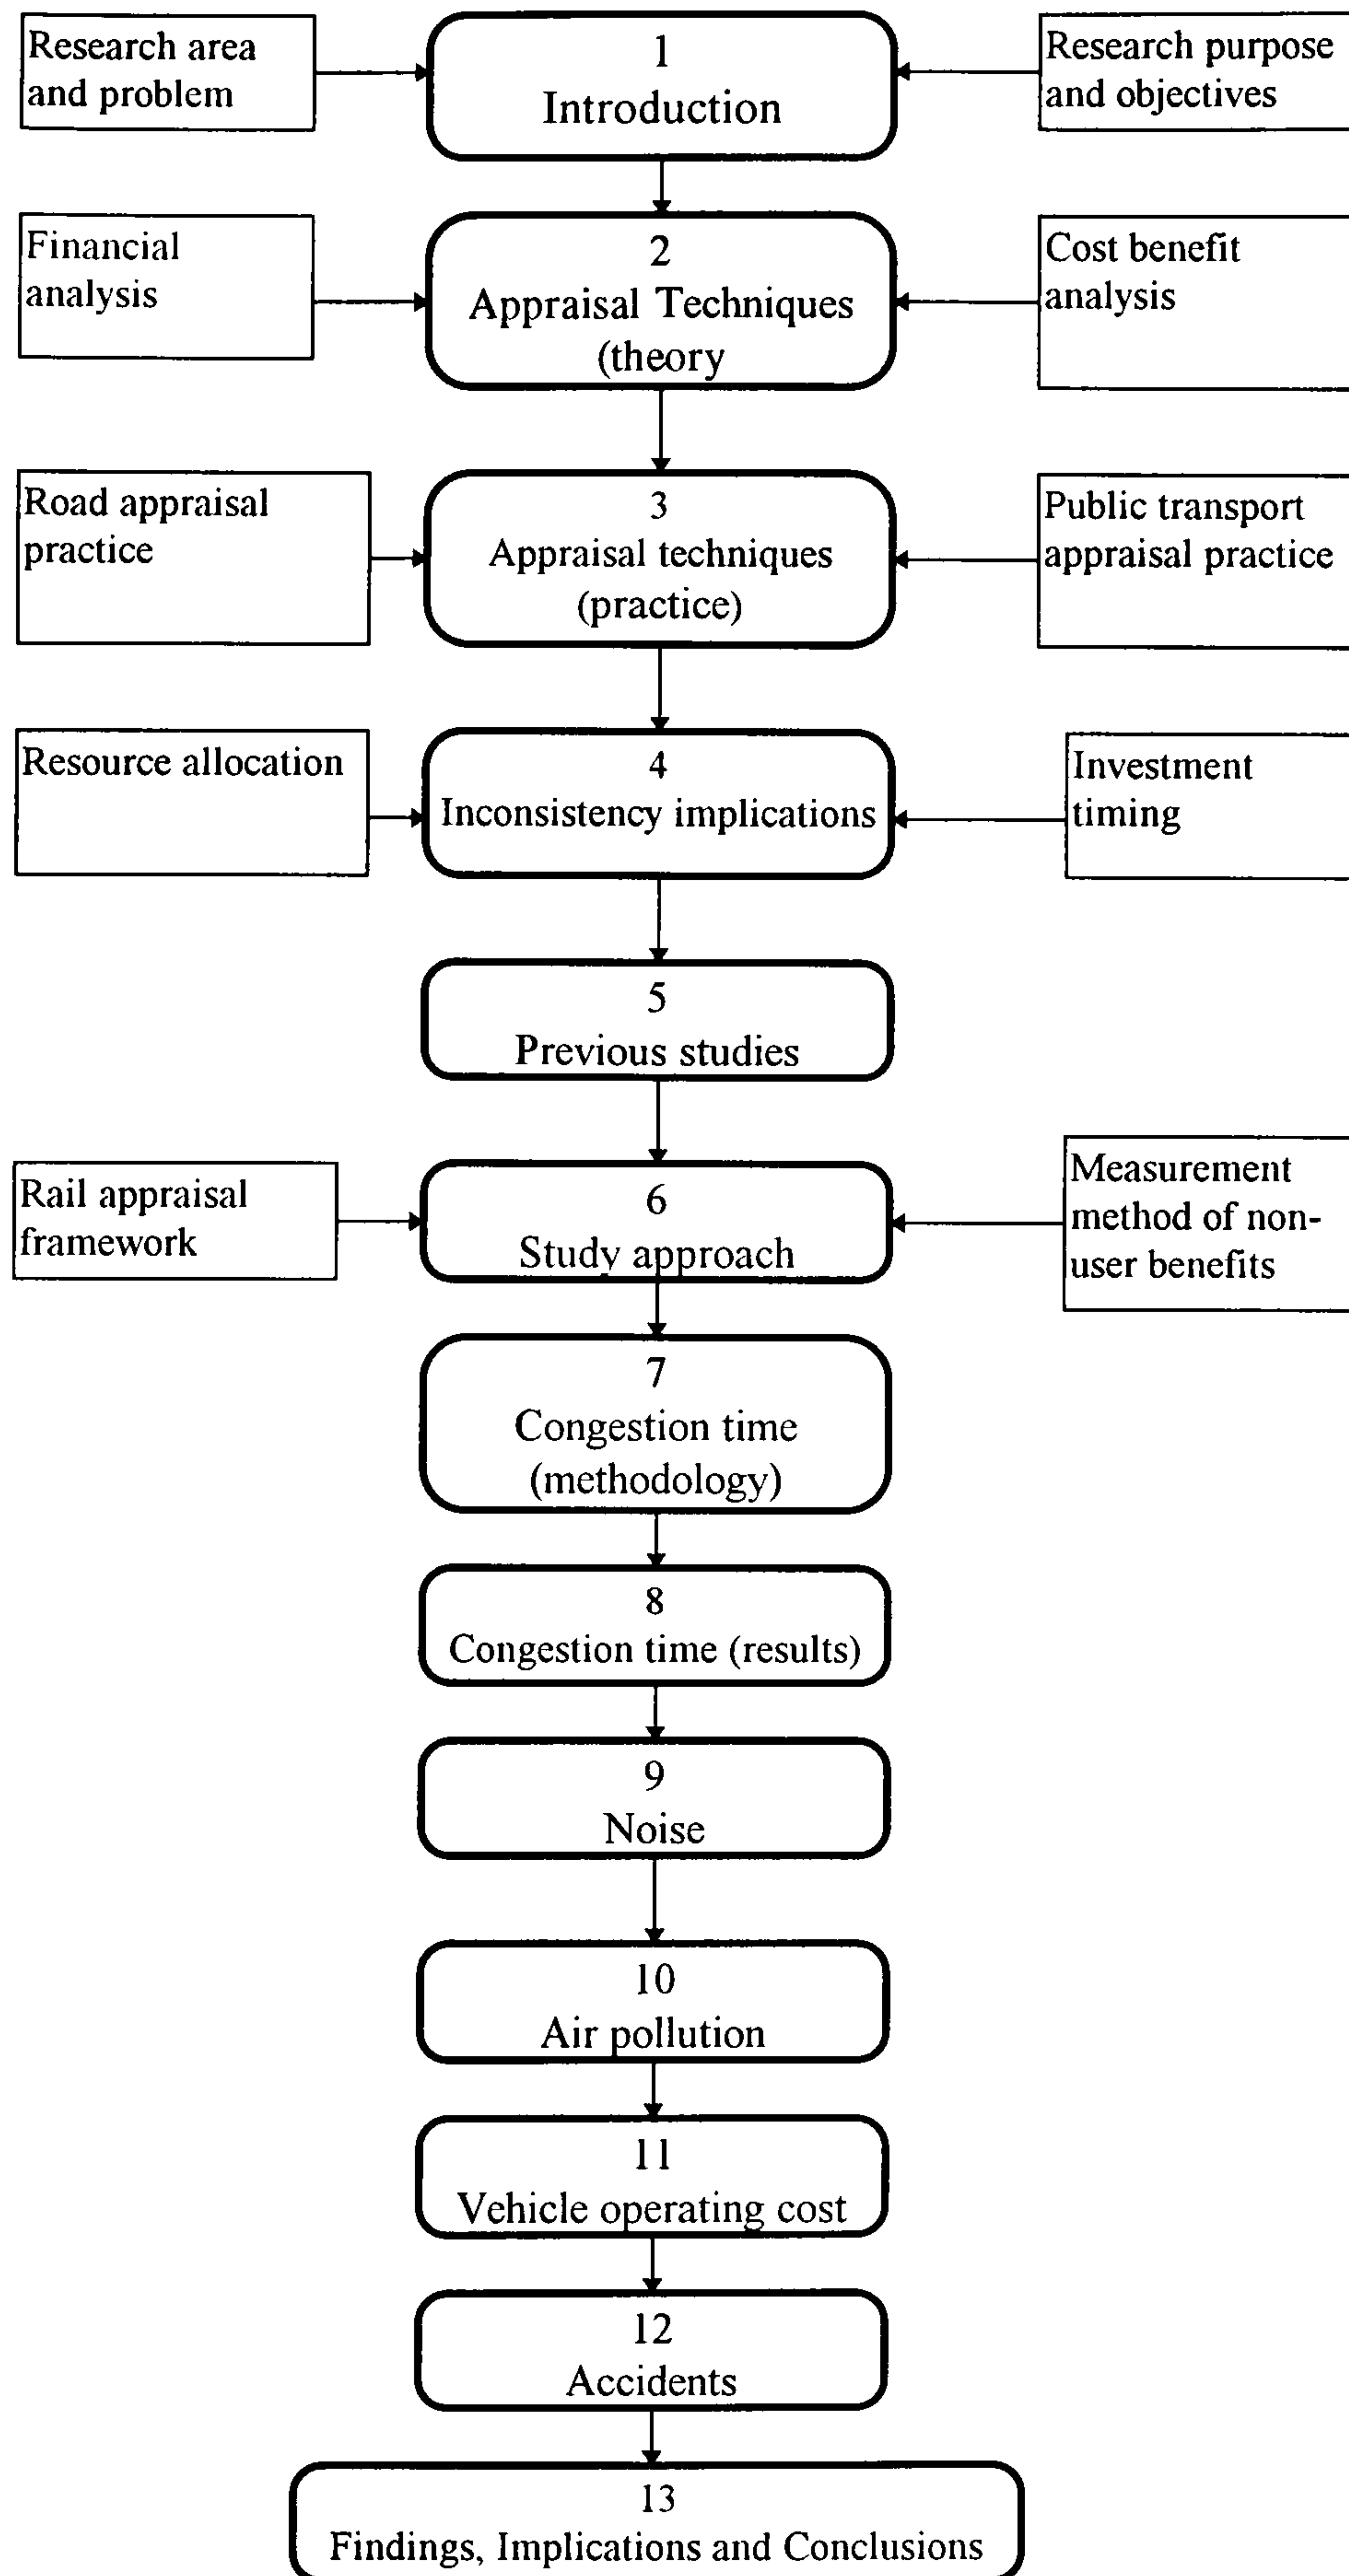 Research area
and problem
1
Introduction
Research purpose
and objectives
Financial
analysis
2
Appraisal Techniques
(theory
Cost benefit
analysis
Road appraisal
practice
3
Appraisal techniques
(practice)
Public transport
appraisal practice
Resource allocation
4
Inconsistency implications
Investment
timing
5
Previous studies
Rail appraisal
framework
6
Study approach
Measurement
method of non-
user benefits
7
Congestion time
(methodology)
8
Congestion time (results)
9
Noise
10
Air pollution
11
Vehicle operating cost
12
Accidents
13
Findings, Implications and Conclusions